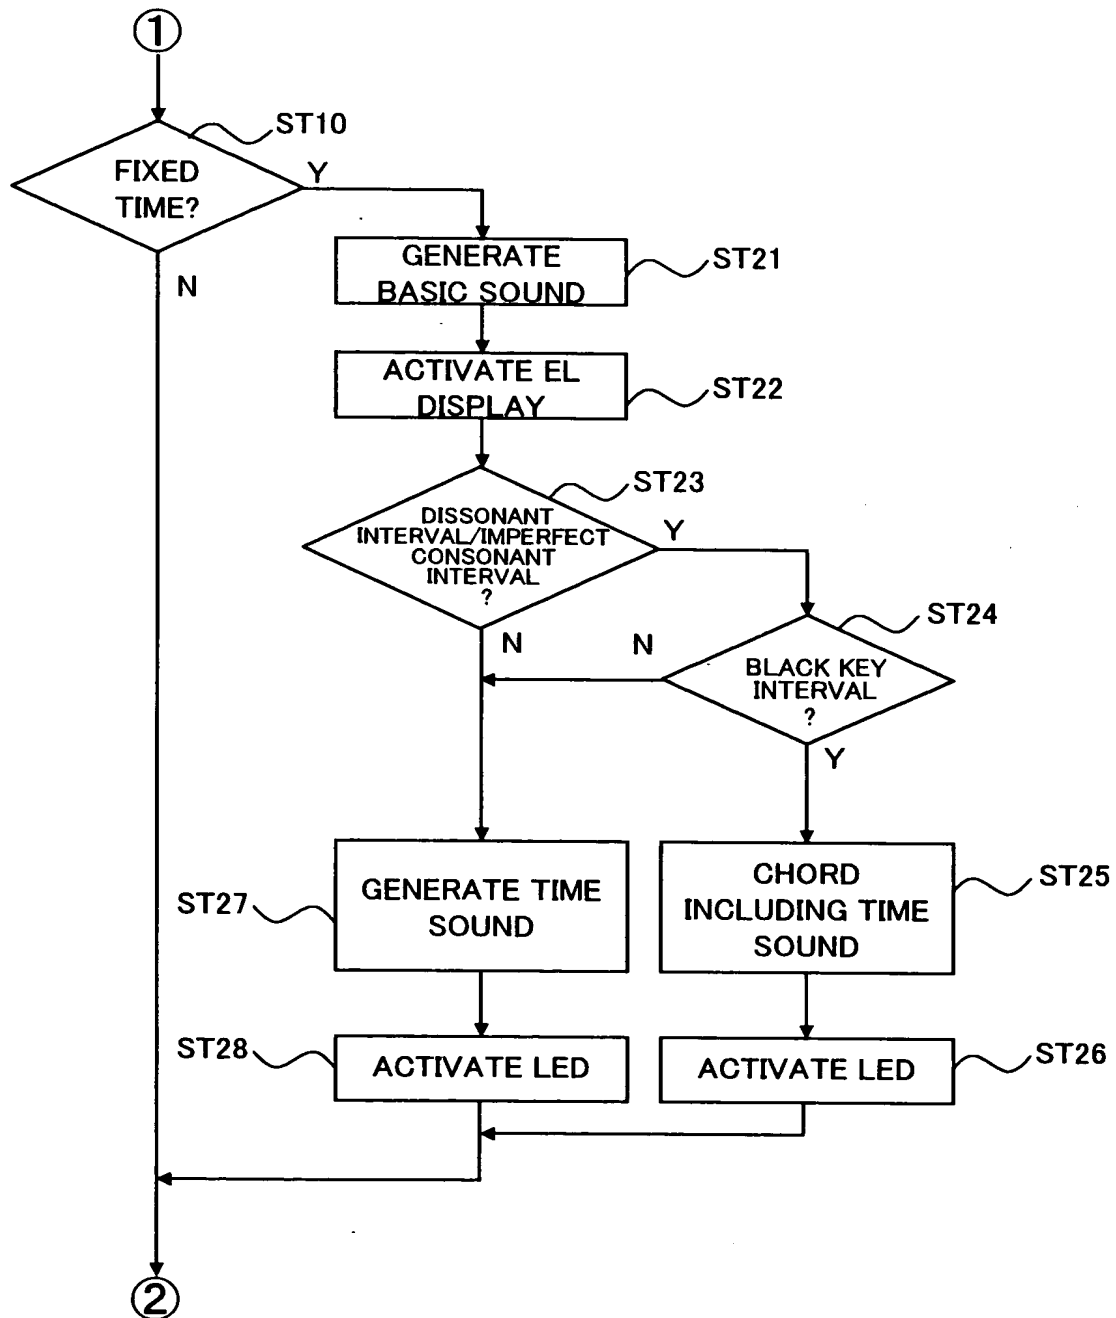 ①
ST10
FIXED
TIME?
Y
N
GENERATE
BASIC SOUND
ST21
ACTIVATE EL
DISPLAY
ST22
ST23
DISSONANT
INTERVAL/IMPERFECT
CONSONANT
INTERVAL
?
Y
N
ST24
BLACK KEY
INTERVAL
?
N
Y
ST27
GENERATE TIME
SOUND
CHORD
INCLUDING TIME
SOUND
ST25
ST28
ACTIVATE LED
ACTIVATE LED
ST26
②